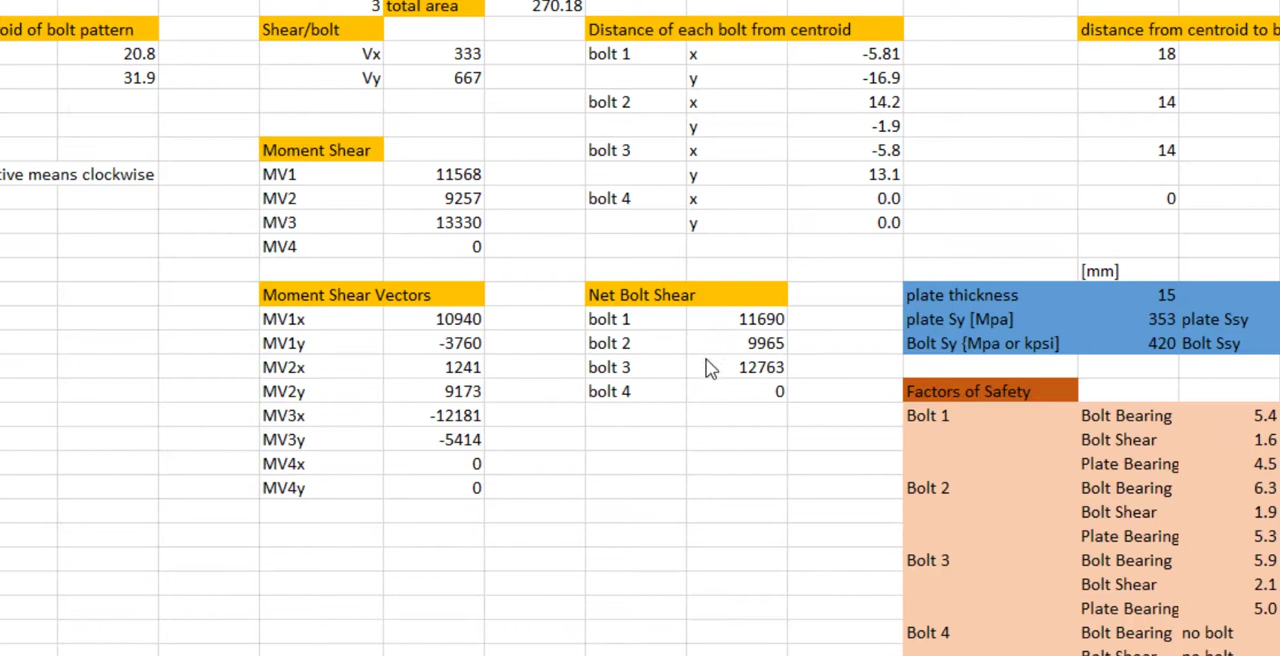 3 total area 270.18
oid of bolt pattern Shear/bolt Distance of each bolt from centroid distance from centroid to b
20.8 Vx 333 bolt 1 x -5.81 18
31.9 Vy 667 y -16.9
bolt 2 x 14.2 14
y -1.9
Moment Shear bolt 3 x -5.8 14
tive means clockwise MV1 11568 y 13.1
MV2 9257 bolt 4 x 0.0 0
MV3 13330 y 0.0
MV4 0
[mm]
Moment Shear Vectors Net Bolt Shear plate thickness 15
MV1x 10940 bolt 1 11690 plate Sy [Mpa] 353 plate Ssy
MV1y -3760 bolt 2 9965 Bolt Sy {Mpa or kpsi] 420 Bolt Ssy
MV2x 1241 bolt 3 12763
MV2y 9173 bolt 4 0 Factors of Safety
MV3x -12181 Bolt 1 Bolt Bearing 5.4
MV3y -5414 Bolt Shear 1.6
MV4x 0 Plate Bearing 4.5
MV4y 0 Bolt 2 Bolt Bearing 6.3
Bolt Shear 1.9
Plate Bearing 5.3
Bolt 3 Bolt Bearing 5.9
Bolt Shear 2.1
Plate Bearing 5.0
Bolt 4 Bolt Bearing no bolt
Bolt Shear no bolt